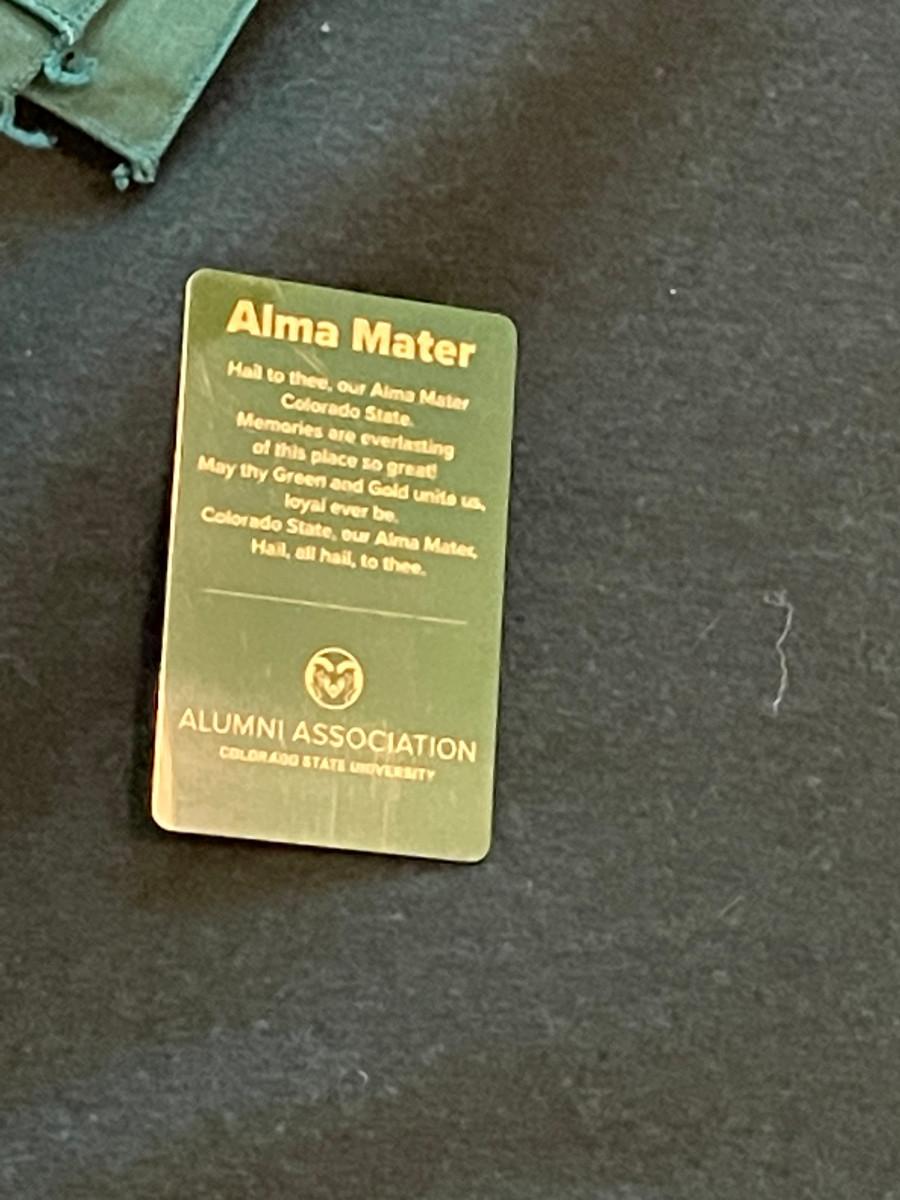 Alma Mater
Hail to thee, our Alma Mater
Colorado State.
Memories are everlasting
of this place so great!
May thy Green and Gold unite us,
loyal ever be.
Colorado State, our Alma Mater,
Hail, all hail, to thee.
ALUMNI ASSOCIATION
COLORADO STATE UNIVERSITY